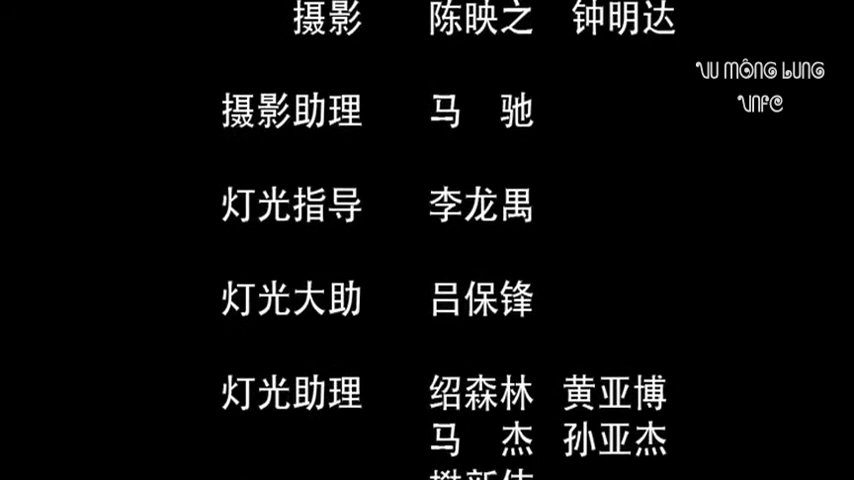 摄影 陈映之 钟明达
VU MÔNG LUNG
VNFC
摄影助理 马 驰
灯光指导 李龙禺
灯光大助 吕保锋
灯光助理 绍森林 黄亚博
马 杰 孙亚杰